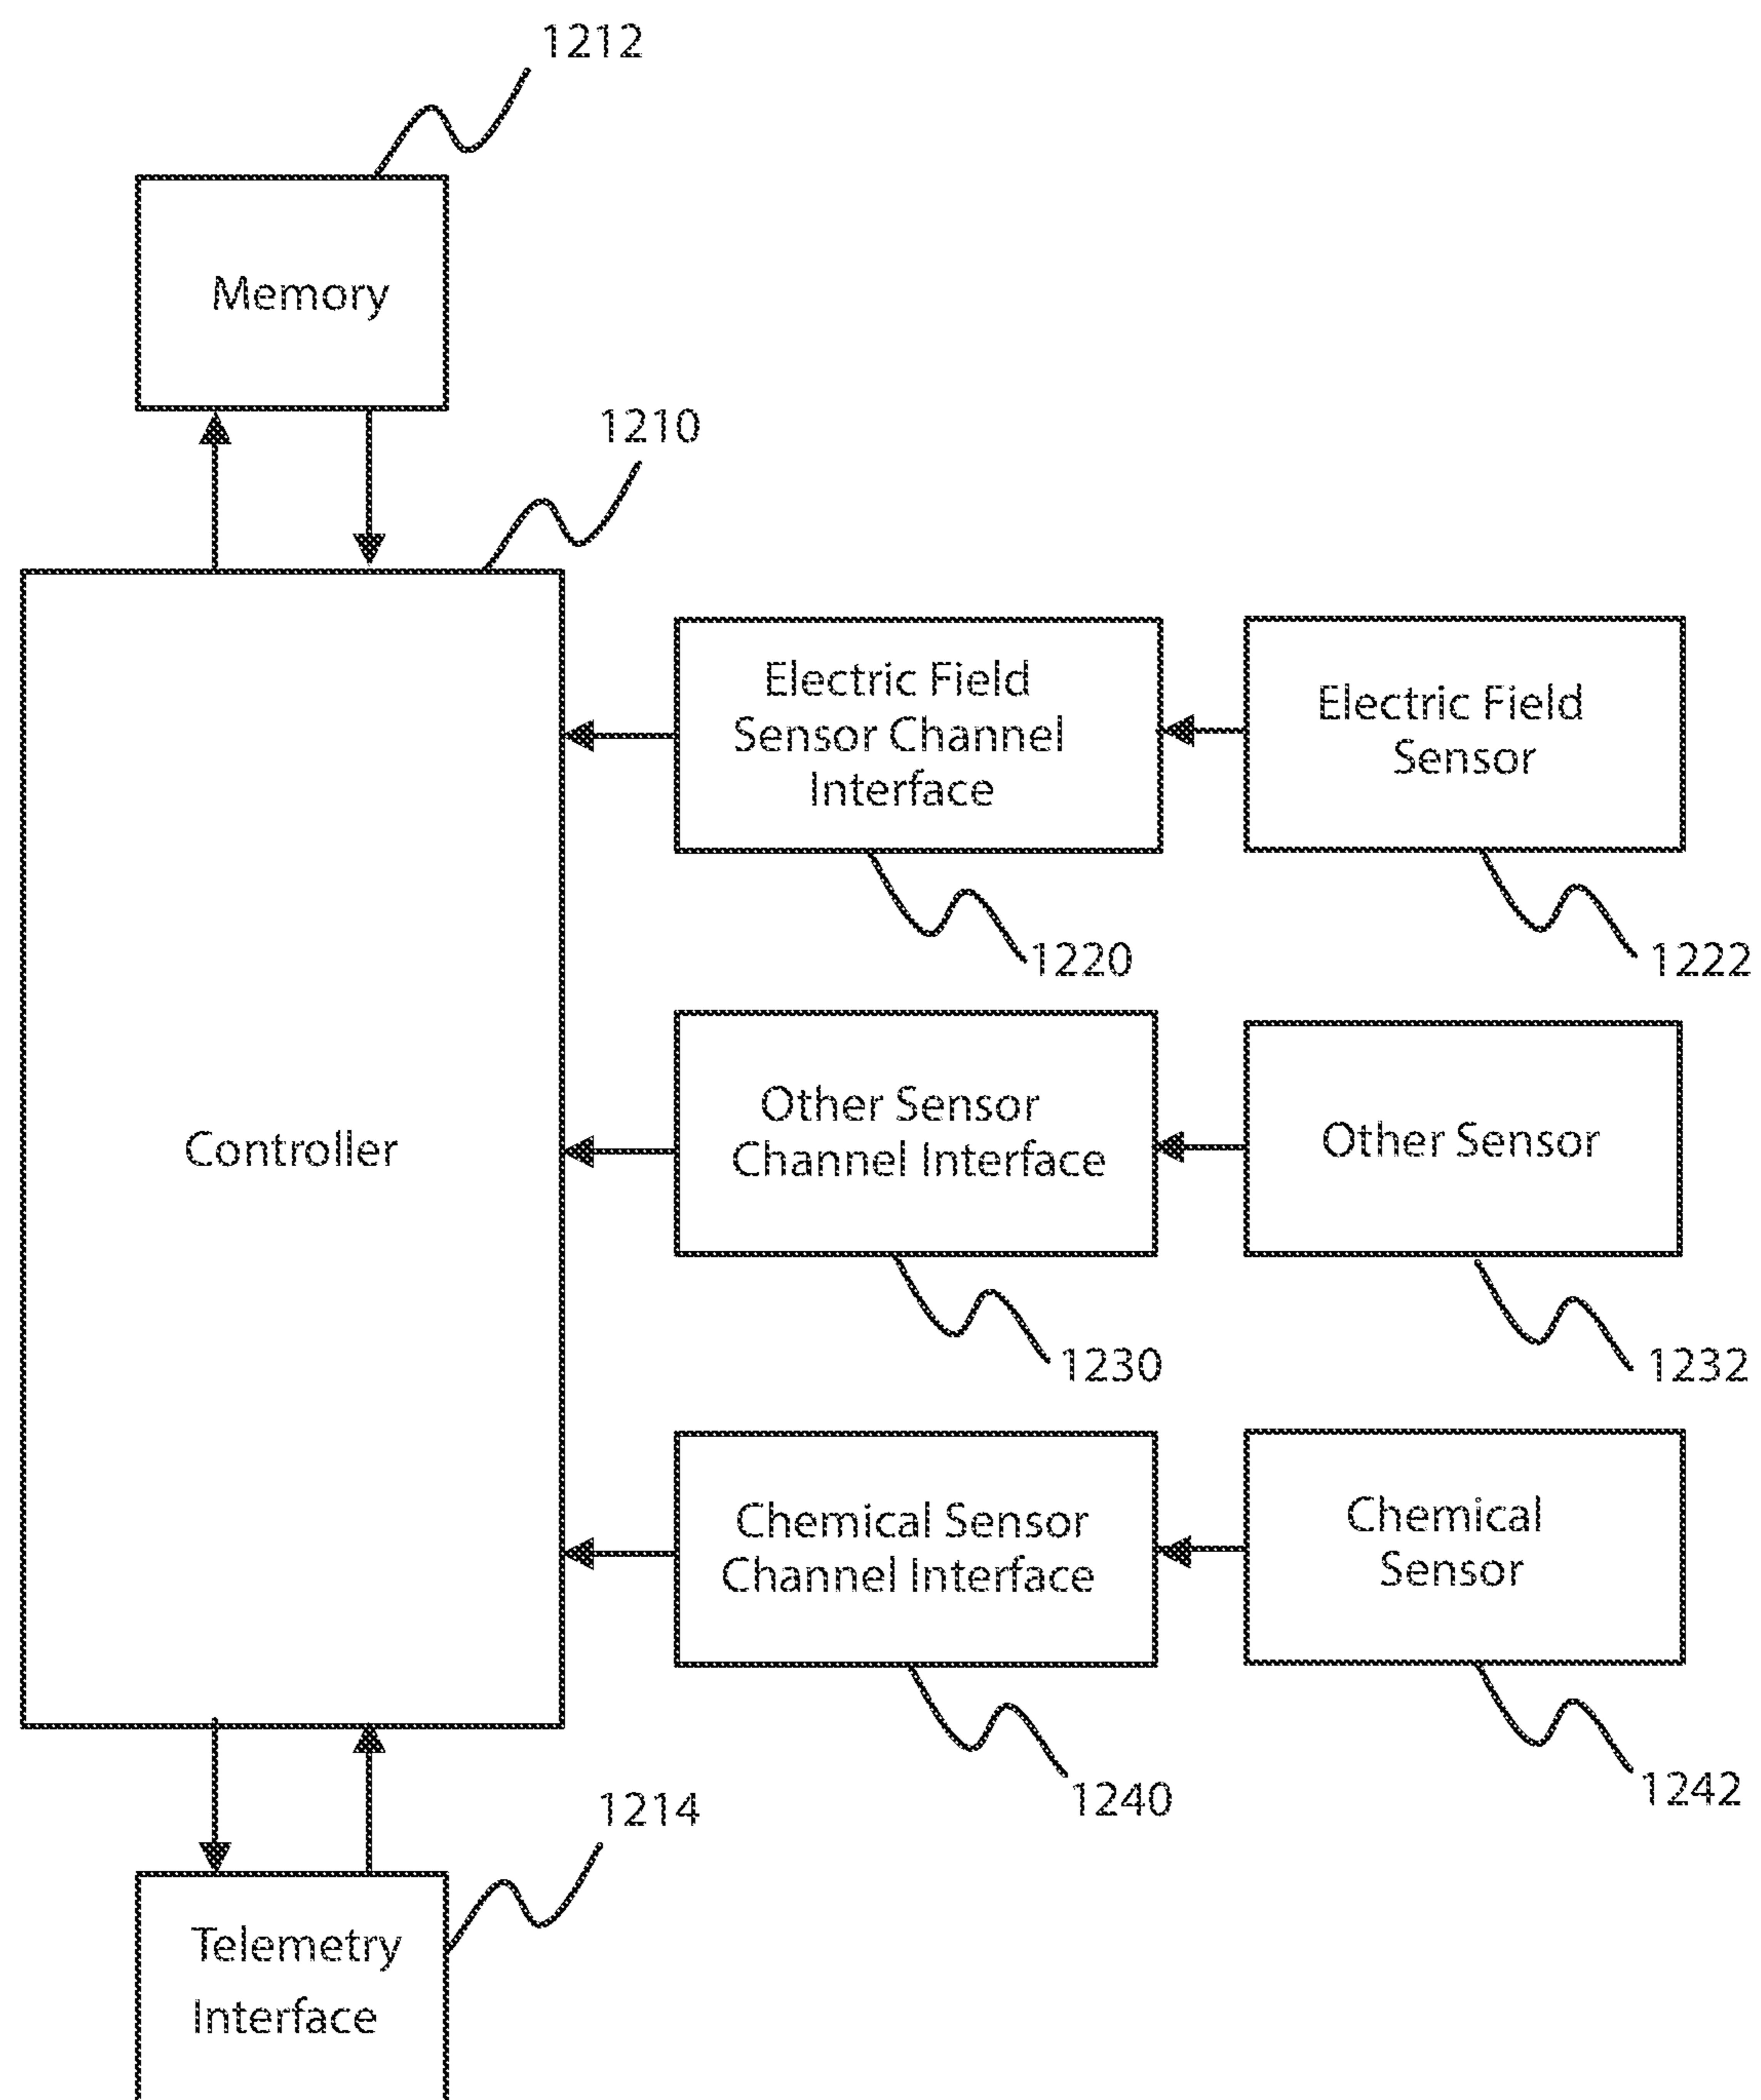 1212
Memory
1210
Electric Field
Sensor Channel
Interface
Electric Field
Sensor
1220
1222
Controller
Other Sensor
Channel Interface
Other Sensor
1230
1232
Chemical Sensor
Channel Interface
Chemical
Sensor
1240
1242
1214
Telemetry
Interface